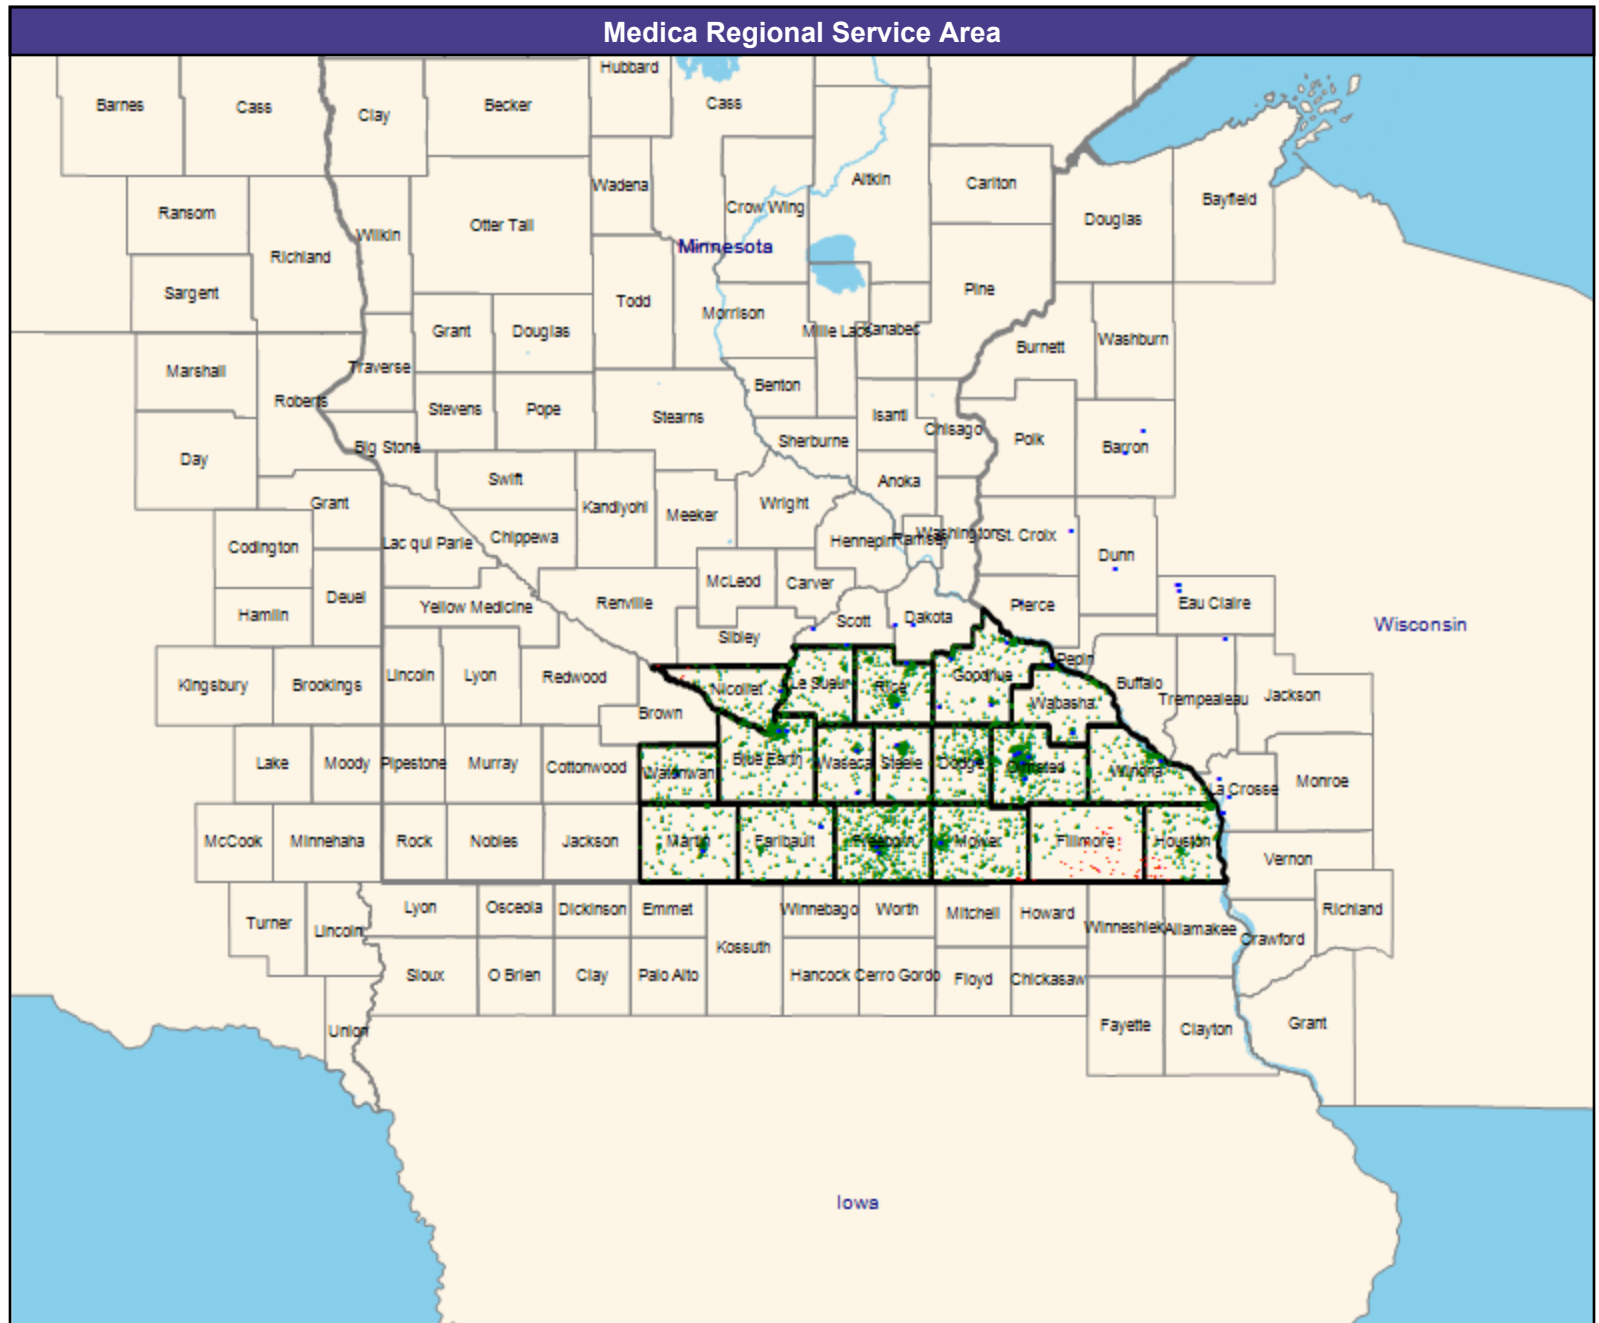 Medica Regional Service Area
Hubbard
Barnes
Cass
Clay
Becker
Cass
Wadena
Aitkin
Carlton
Crow Wing
Ransom
Otter Tail
Wilkin
Douglas
Bayfield
Minnesota
Richland
Sargent
Todd
Pine
Morrison
Grant
Douglas
Mille Lacs
Kanabec
Burnett
Washburn
Marshall
Traverse
Benton
Roberts
Stevens
Pope
Stearns
Isanti
Chisago
Polk
Barron
Big Stone
Sherburne
Day
Swift
Anoka
Grant
Kandiyohi
Meeker
Wright
Codington
Lac qui Parle
Chippewa
Hennepin
Ramsey
Washington
St. Croix
Dunn
McLeod
Carver
Deuel
Hamlin
Yellow Medicine
Renville
Scott
Dakota
Pierce
Eau Claire
Sibley
Wisconsin
Pepin
Kingsbury
Brookings
Lincoln
Lyon
Redwood
Nicollet
Le Sueur
Rice
Goodhue
Wabasha
Buffalo
Trempealeau
Jackson
Brown
Lake
Moody
Pipestone
Murray
Cottonwood
Watonwan
Blue Earth
Waseca
Steele
Dodge
Olmsted
Winona
La Crosse
Monroe
McCook
Minnehaha
Rock
Nobles
Jackson
Martin
Faribault
Freeborn
Mower
Fillmore
Houston
Vernon
Turner
Lincoln
Lyon
Osceola
Dickinson
Emmet
Kossuth
Winnebago
Worth
Mitchell
Howard
Winneshiek
Allamakee
Crawford
Richland
Sioux
O Brien
Clay
Palo Alto
Hancock
Cerro Gordo
Floyd
Chickasaw
Union
Fayette
Clayton
Grant
Iowa